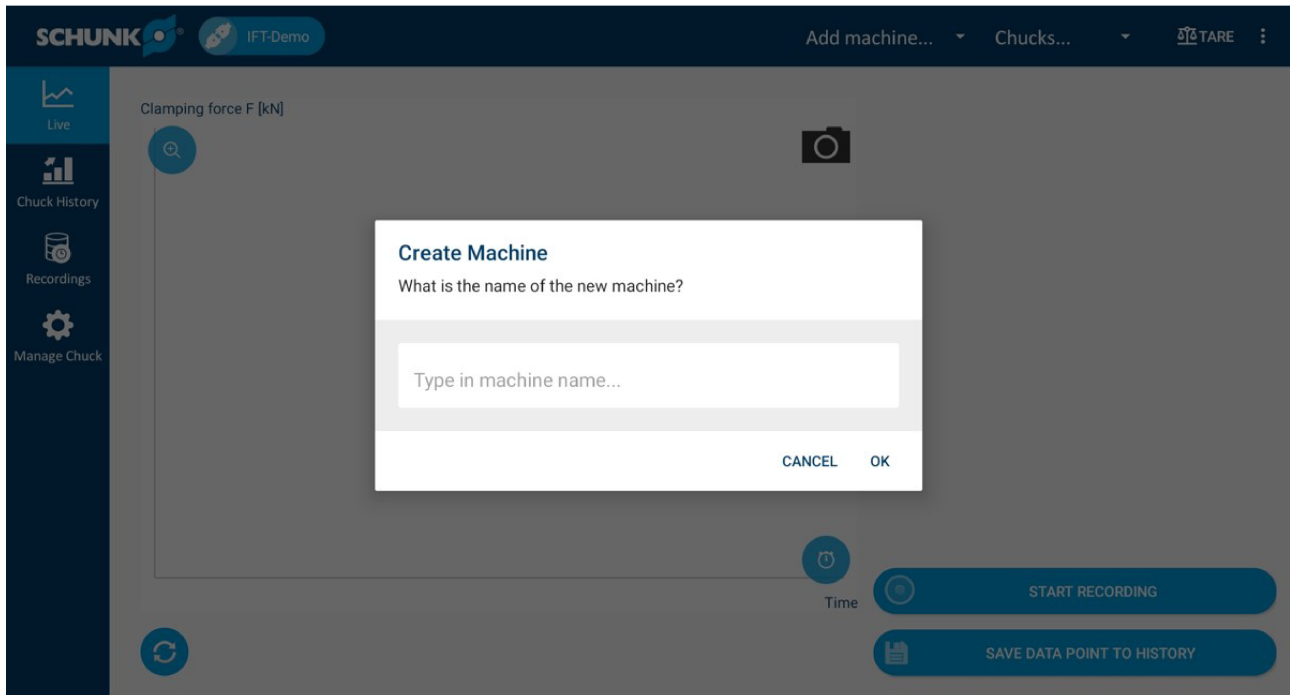 SCHUNK®
IFT-Demo
Add machine...
Chucks...
TARE
Live
Chuck History
Recordings
Manage Chuck
Clamping force F [kN]
Create Machine
What is the name of the new machine?
Type in machine name...
CANCEL
OK
Time
START RECORDING
SAVE DATA POINT TO HISTORY